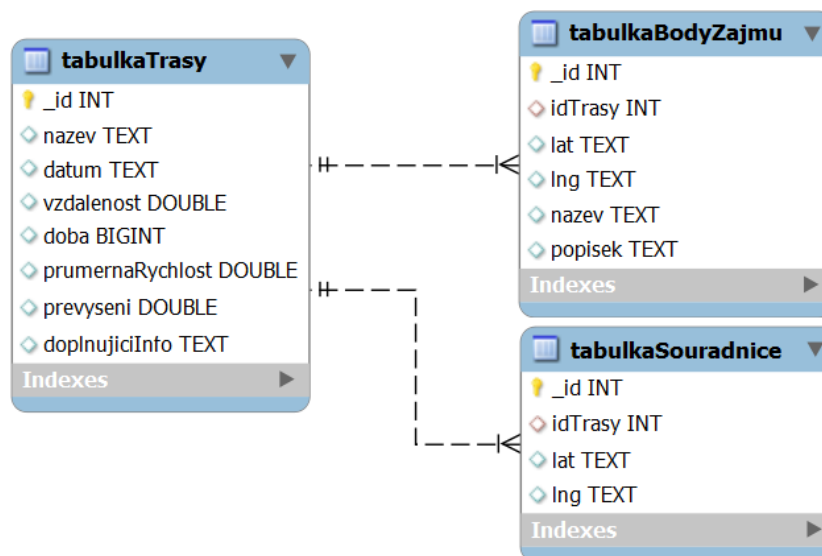 tabulkaTrasy
_id INT
nazev TEXT
datum TEXT
vzdalenost DOUBLE
doba BIGINT
prumernaRychlost DOUBLE
prevyseni DOUBLE
doplnujiciInfo TEXT
Indexes
tabulkaBodyZajmu
_id INT
idTrasy INT
lat TEXT
lng TEXT
nazev TEXT
popisek TEXT
Indexes
tabulkaSouradnice
_id INT
idTrasy INT
lat TEXT
lng TEXT
Indexes